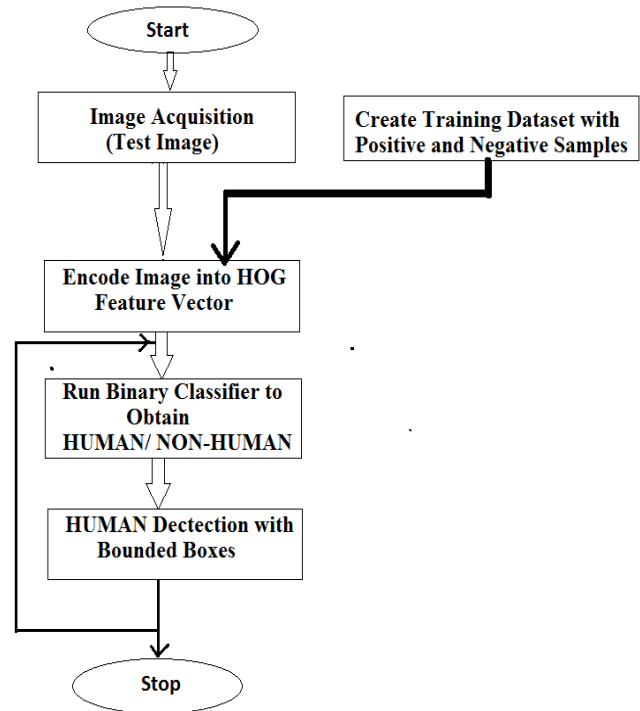 Start
Image Acquisition
(Test Image)
Create Training Dataset with
Positive and Negative Samples
Encode Image into HOG
Feature Vector
Run Binary Classifier to
Obtain
HUMAN/ NON-HUMAN
HUMAN Dectection with
Bounded Boxes
Stop